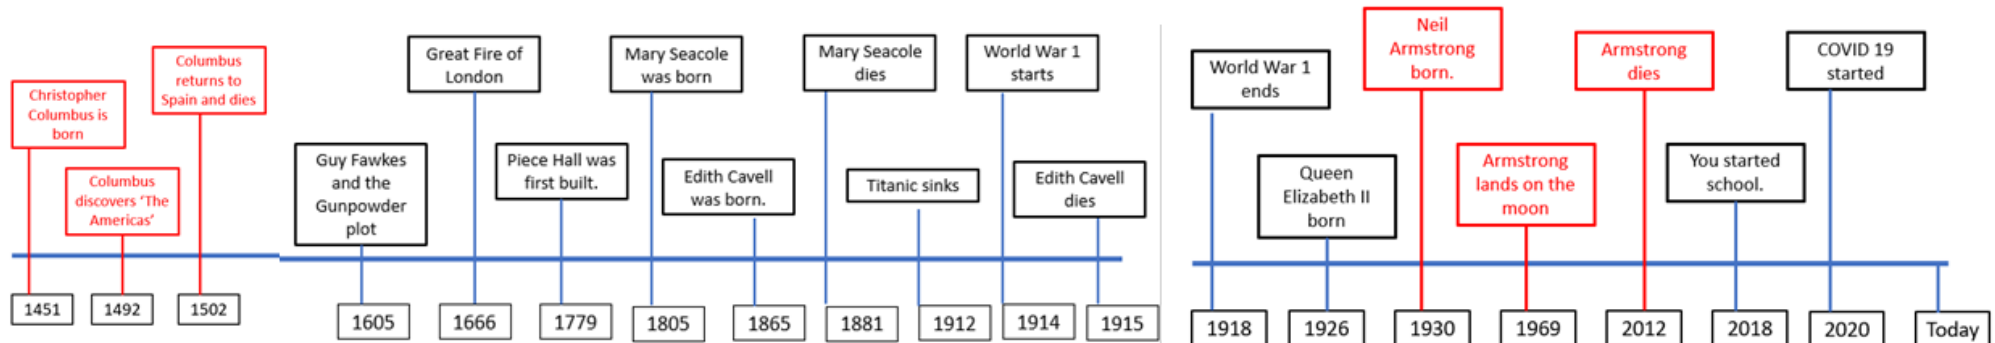 Christopher
Columbus is
born
Columbus
discovers ‘The
Americas’
Columbus
returns to
Spain and dies
Guy Fawkes
and the
Gunpowder
plot
Great Fire of
London
Piece Hall was
first built.
Mary Seacole
was born
Edith Cavell
was born.
Mary Seacole
dies
Titanic sinks
World War 1
starts
Edith Cavell
dies
World War 1
ends
Queen
Elizabeth II
born
Neil
Armstrong
born.
Armstrong
lands on the
moon
Armstrong
dies
You started
school.
COVID 19
started
1451
1492
1502
1605
1666
1779
1805
1865
1881
1912
1914
1915
1918
1926
1930
1969
2012
2018
2020
Today